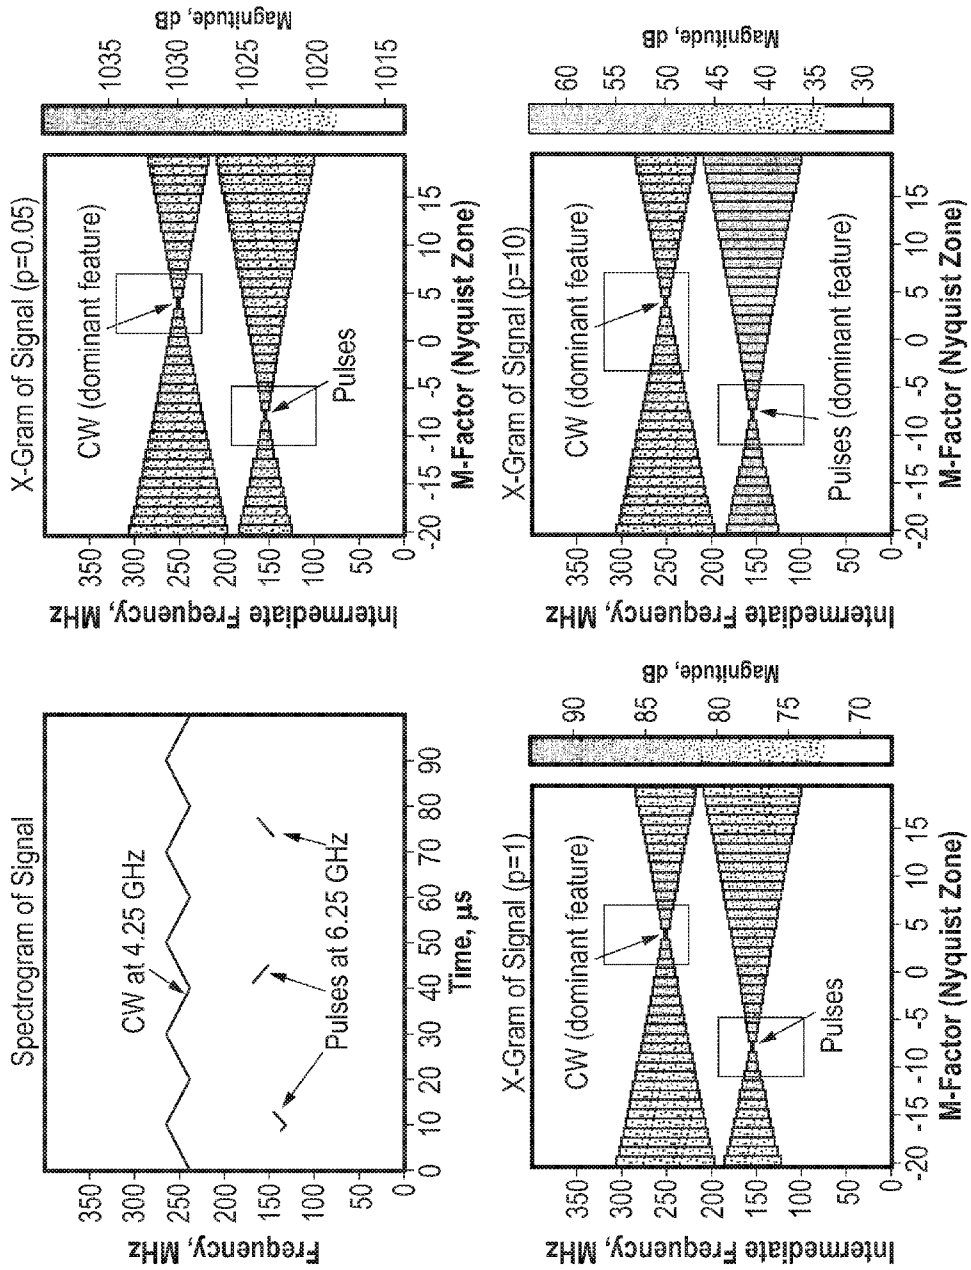 Spectrogram of Signal
Frequency, MHz
350
300
250
200
150
100
50
0
CW at 4.25 GHz
Pulses at 6.25 GHz
0 10 20 30 40 50 60 70 80 90
Time, µs
X-Gram of Signal (p=0.05)
Intermediate Frequency, MHz
350
300
250
200
150
100
50
0
CW (dominant feature)
Pulses
-20 -15 -10 -5 0 5 10 15
M-Factor (Nyquist Zone)
1035
1030
1025
1020
1015
Magnitude, dB
X-Gram of Signal (p=1)
Intermediate Frequency, MHz
350
300
250
200
150
100
50
0
CW (dominant feature)
Pulses
-20 -15 -10 -5 0 5 10 15
M-Factor (Nyquist Zone)
90
85
80
75
70
Magnitude, dB
X-Gram of Signal (p=10)
Intermediate Frequency, MHz
350
300
250
200
150
100
50
0
CW (dominant feature)
Pulses (dominant feature)
-20 -15 -10 -5 0 5 10 15
M-Factor (Nyquist Zone)
60
55
50
45
40
35
30
Magnitude, dB